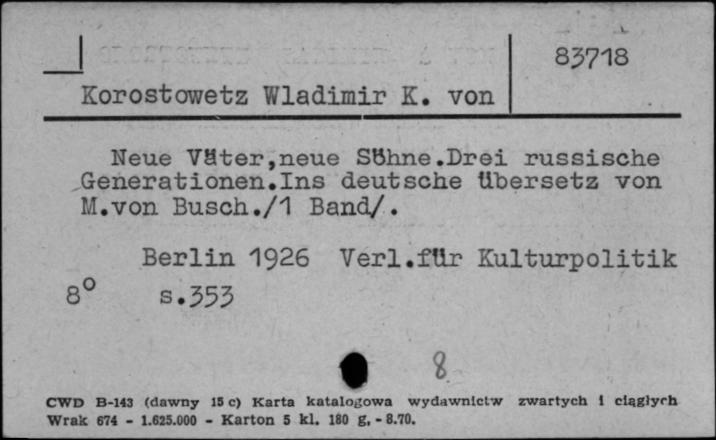 83718
Korostowetz Wladimir K. von
Neue Väter,neue Söhne.Drei russische
Generationen.Ins deutsche übersetz von
M.von Busch./1 Band/.
Berlin 1926 Verl.für Kulturpolitik
8° s.353
8
CWD B-143 (dawny 15 c) Karta katalogowa wydawnictw zwartych i ciągłych
Wrak 674 - 1.625.000 - Karton 5 kl. 180 g. - 8.70.